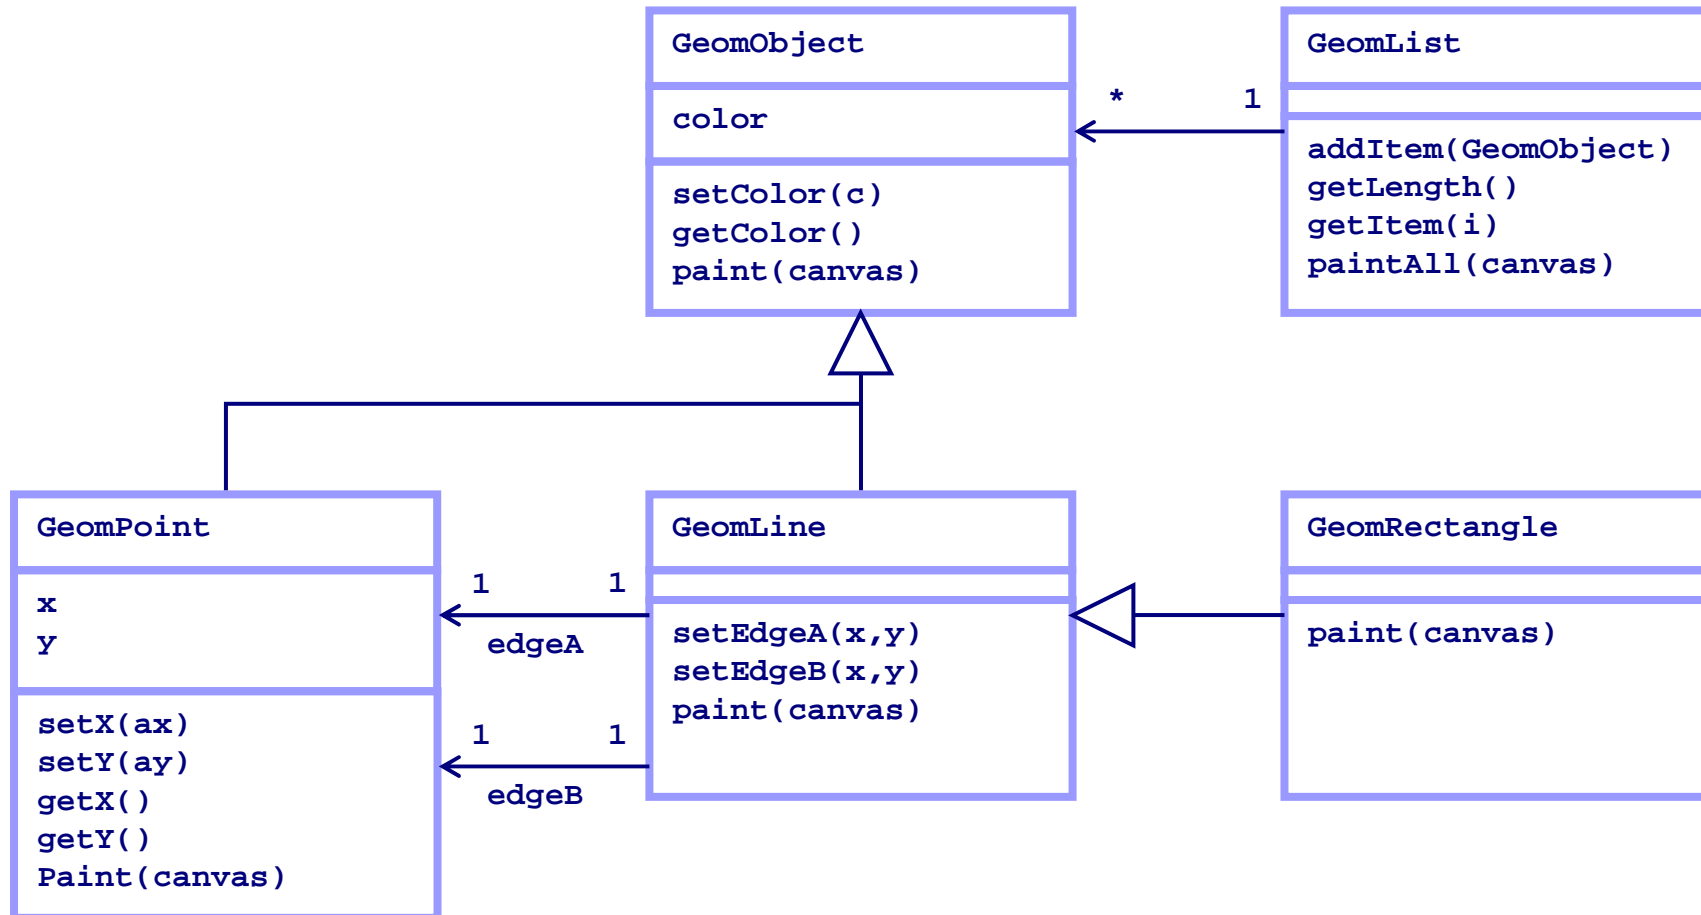 GeomObject
color
setColor(c)
getColor()
paint(canvas)
* 1
GeomList
addItem(GeomObject)
getLength()
getItem(i)
paintAll(canvas)
GeomPoint
x
y
setX(ax)
setY(ay)
getX()
getY()
Paint(canvas)
1 1
edgeA
1 1
edgeB
GeomLine
setEdgeA(x,y)
setEdgeB(x,y)
paint(canvas)
GeomRectangle
paint(canvas)